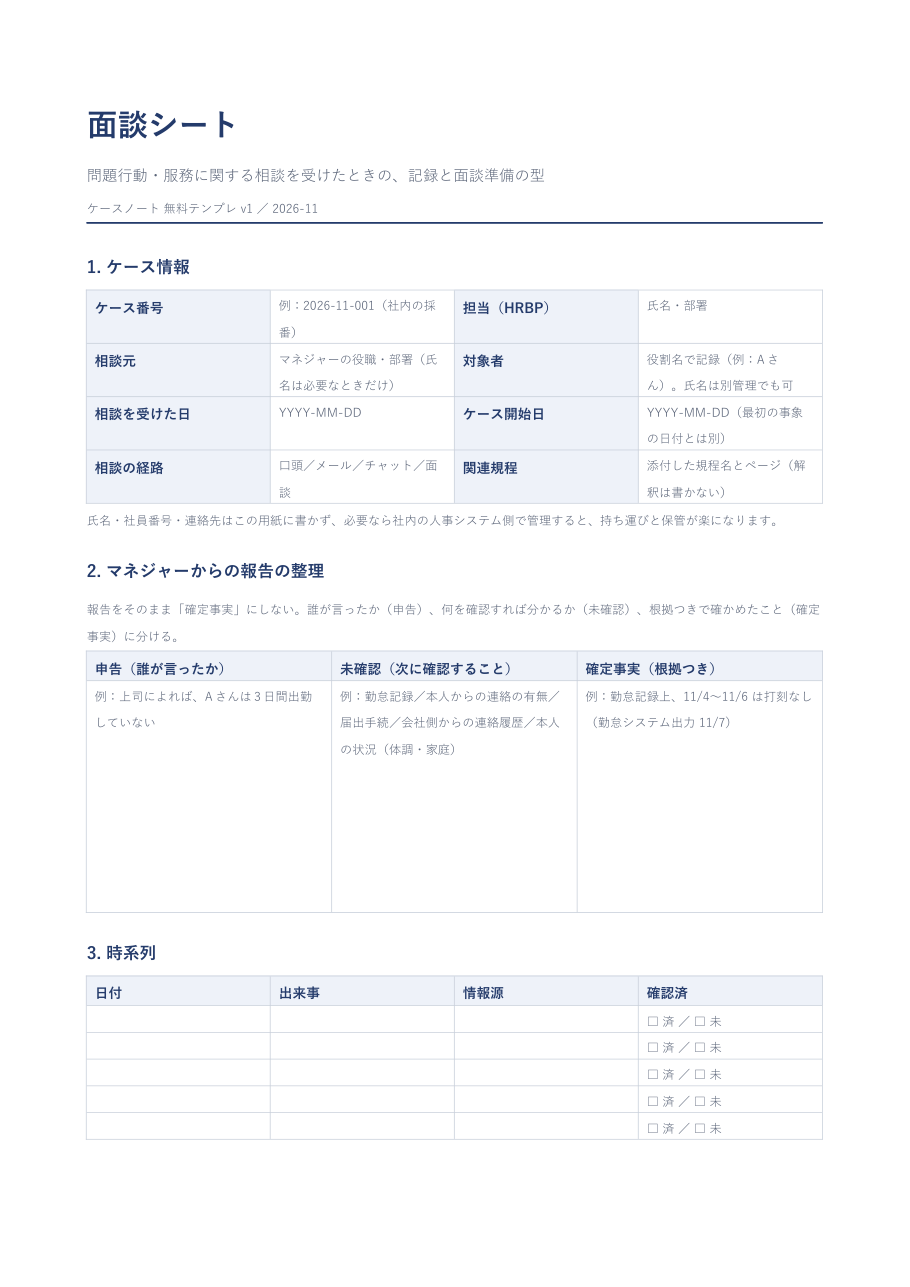 面談シート
問題行動・服務に関する相談を受けたときの、記録と面談準備の型
ケースノート 無料テンプレ v1 ／ 2026-11
1. ケース情報
ケース番号
例：2026-11-001（社内の採
番）
担当（HRBP）
氏名・部署
相談元
マネジャーの役職・部署（氏
名は必要なときだけ）
対象者
役割名で記録（例：A さ
ん）。氏名は別管理でも可
相談を受けた日
YYYY-MM-DD
ケース開始日
YYYY-MM-DD（最初の事象
の日付とは別）
相談の経路
口頭／メール／チャット／面
談
関連規程
添付した規程名とページ（解
釈は書かない）
氏名・社員番号・連絡先はこの用紙に書かず、必要なら社内の人事システム側で管理すると、持ち運びと保管が楽になります。
2. マネジャーからの報告の整理
報告をそのまま「確定事実」にしない。誰が言ったか（申告）、何を確認すれば分かるか（未確認）、根拠つきで確かめたこと（確定
事実）に分ける。
申告（誰が言ったか）
未確認（次に確認すること）
確定事実（根拠つき）
例：上司によれば、A さんは 3 日間出勤
していない
例：勤怠記録／本人からの連絡の有無／
届出手続／会社側からの連絡履歴／本人
の状況（体調・家庭）
例：勤怠記録上、11/4〜11/6 は打刻なし
（勤怠システム出力 11/7）
3. 時系列
日付
出来事
情報源
確認済
□ 済 ／ □ 未
□ 済 ／ □ 未
□ 済 ／ □ 未
□ 済 ／ □ 未
□ 済 ／ □ 未